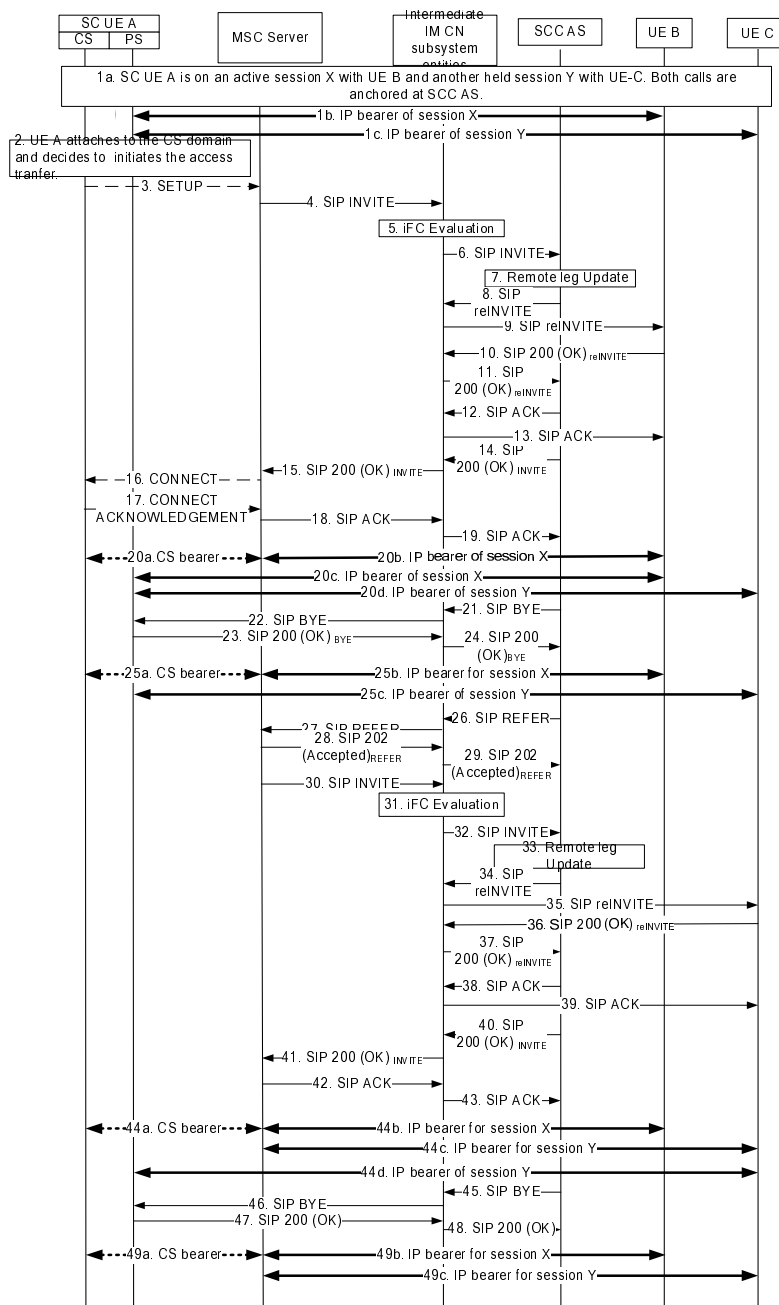 SC UE A
CS
PS
MSC Server
Intermediate
IM CN
subsystem
entities
SCC AS
UE B
UE C
1a. SC UE A is on an active session X with UE B and another held session Y with UE-C. Both calls are
anchored at SCC AS.
1b. IP bearer of session X
1c. IP bearer of session Y
2. UE A attaches to the CS domain
and decides to initiates the access
tranfer.
3. SETUP
4. SIP INVITE
5. iFC Evaluation
6. SIP INVITE
7. Remote leg Update
8. SIP
reINVITE
9. SIP reINVITE
10. SIP 200 (OK) reINVITE
11. SIP
200 (OK) reINVITE
12. SIP ACK
13. SIP ACK
14. SIP
200 (OK) INVITE
15. SIP 200 (OK) INVITE
16. CONNECT
17. CONNECT
ACKNOWLEDGEMENT
18. SIP ACK
19. SIP ACK
20a.CS bearer
20b. IP bearer of session X
20c. IP bearer of session X
20d. IP bearer of session Y
21. SIP BYE
22. SIP BYE
23. SIP 200 (OK) BYE
24. SIP 200
(OK)BYE
25a. CS bearer
25b. IP bearer for session X
25c. IP bearer of session Y
26. SIP REFER
27. SIP REFER
28. SIP 202
(Accepted)REFER
29. SIP 202
(Accepted)REFER
30. SIP INVITE
31. iFC Evaluation
32. SIP INVITE
33. Remote leg
Update
34. SIP
reINVITE
35. SIP reINVITE
36. SIP 200 (OK) reINVITE
37. SIP
200 (OK) reINVITE
38. SIP ACK
39. SIP ACK
40. SIP
200 (OK) INVITE
41. SIP 200 (OK) INVITE
42. SIP ACK
43. SIP ACK
44a. CS bearer
44b. IP bearer for session X
44c. IP bearer for session Y
44d. IP bearer of session Y
45. SIP BYE
46. SIP BYE
47. SIP 200 (OK)
48. SIP 200 (OK)
49a. CS bearer
49b. IP bearer for session X
49c. IP bearer for session Y